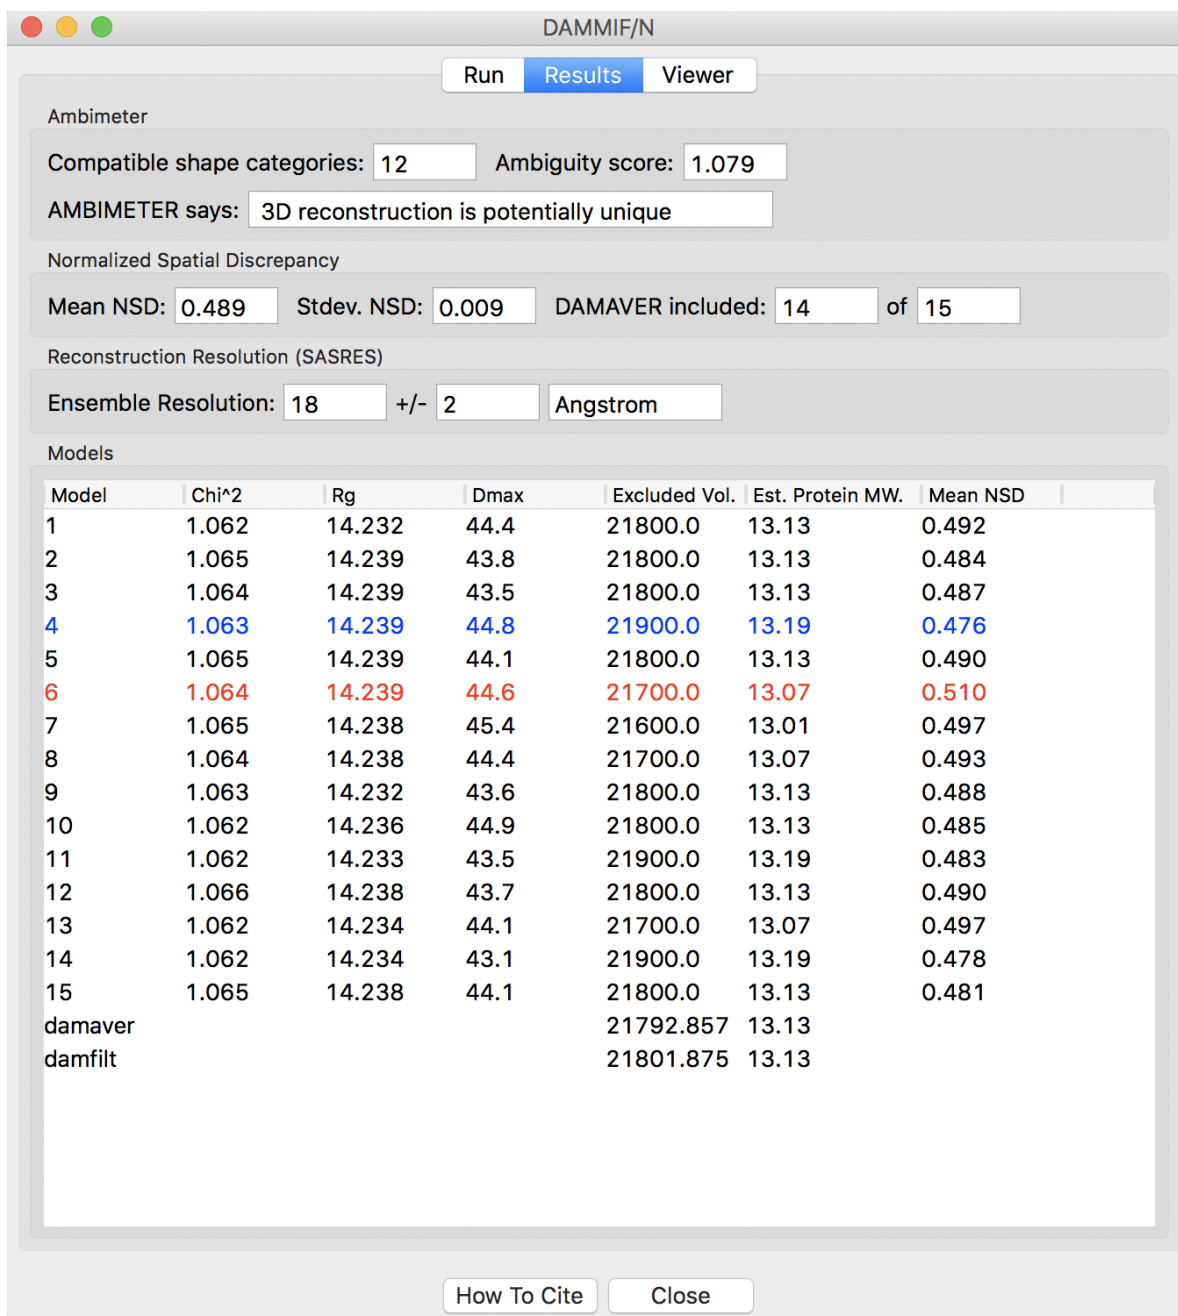 DAMMIF/N
Run Results Viewer
Ambimeter
Compatible shape categories: 12 Ambiguity score: 1.079
AMBIMETER says: 3D reconstruction is potentially unique
Normalized Spatial Discrepancy
Mean NSD: 0.489 Stdev. NSD: 0.009 DAMAVER included: 14 of 15
Reconstruction Resolution (SASRES)
Ensemble Resolution: 18 +/- 2 Angstrom
Models
Model Chi^2 Rg Dmax Excluded Vol. Est. Protein MW. Mean NSD
1 1.062 14.232 44.4 21800.0 13.13 0.492
2 1.065 14.239 43.8 21800.0 13.13 0.484
3 1.064 14.239 43.5 21800.0 13.13 0.487
4 1.063 14.239 44.8 21900.0 13.19 0.476
5 1.065 14.239 44.1 21800.0 13.13 0.490
6 1.064 14.239 44.6 21700.0 13.07 0.510
7 1.065 14.238 45.4 21600.0 13.01 0.497
8 1.064 14.238 44.4 21700.0 13.07 0.493
9 1.063 14.232 43.6 21800.0 13.13 0.488
10 1.062 14.236 44.9 21800.0 13.13 0.485
11 1.062 14.233 43.5 21900.0 13.19 0.483
12 1.066 14.238 43.7 21800.0 13.13 0.490
13 1.062 14.234 44.1 21700.0 13.07 0.497
14 1.062 14.234 43.1 21900.0 13.19 0.478
15 1.065 14.238 44.1 21800.0 13.13 0.481
damaver 21792.857 13.13
damfilt 21801.875 13.13
How To Cite Close